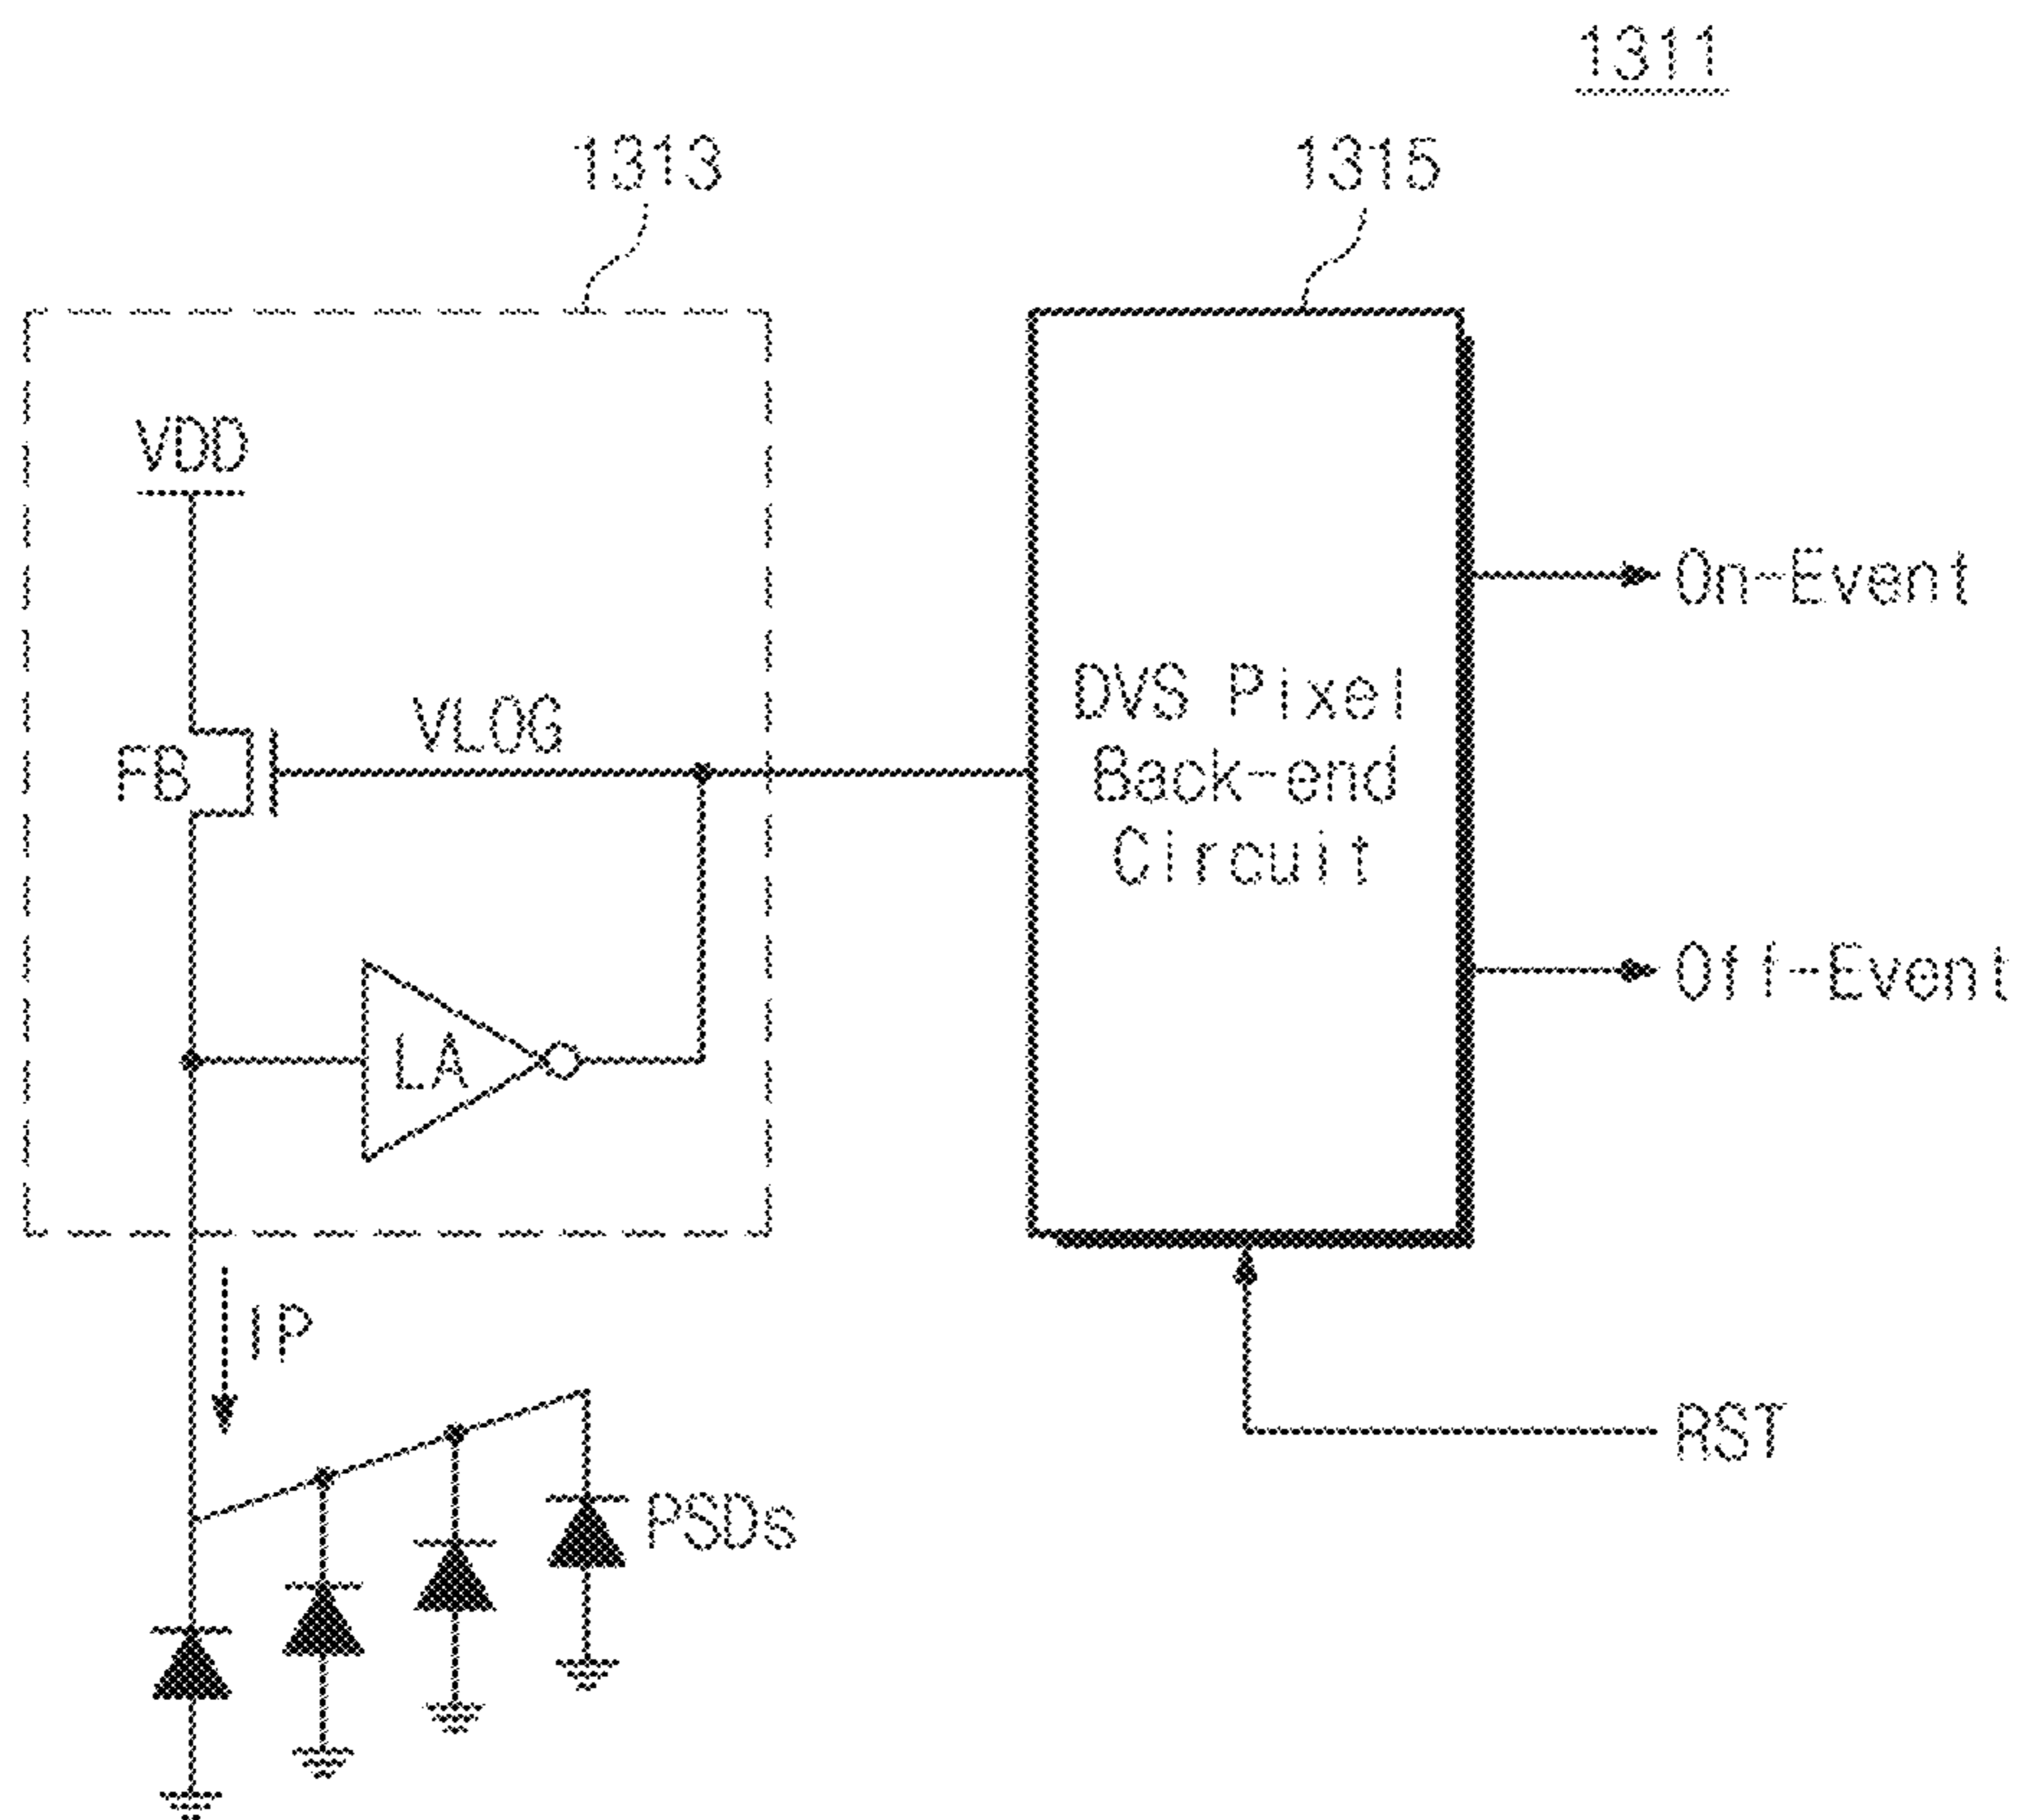 1311
1313
1315
VDD
VLOG
FB
LA
DVS Pixel
Back-end
Circuit
On-Event
Off-Event
IP
RST
PSDs